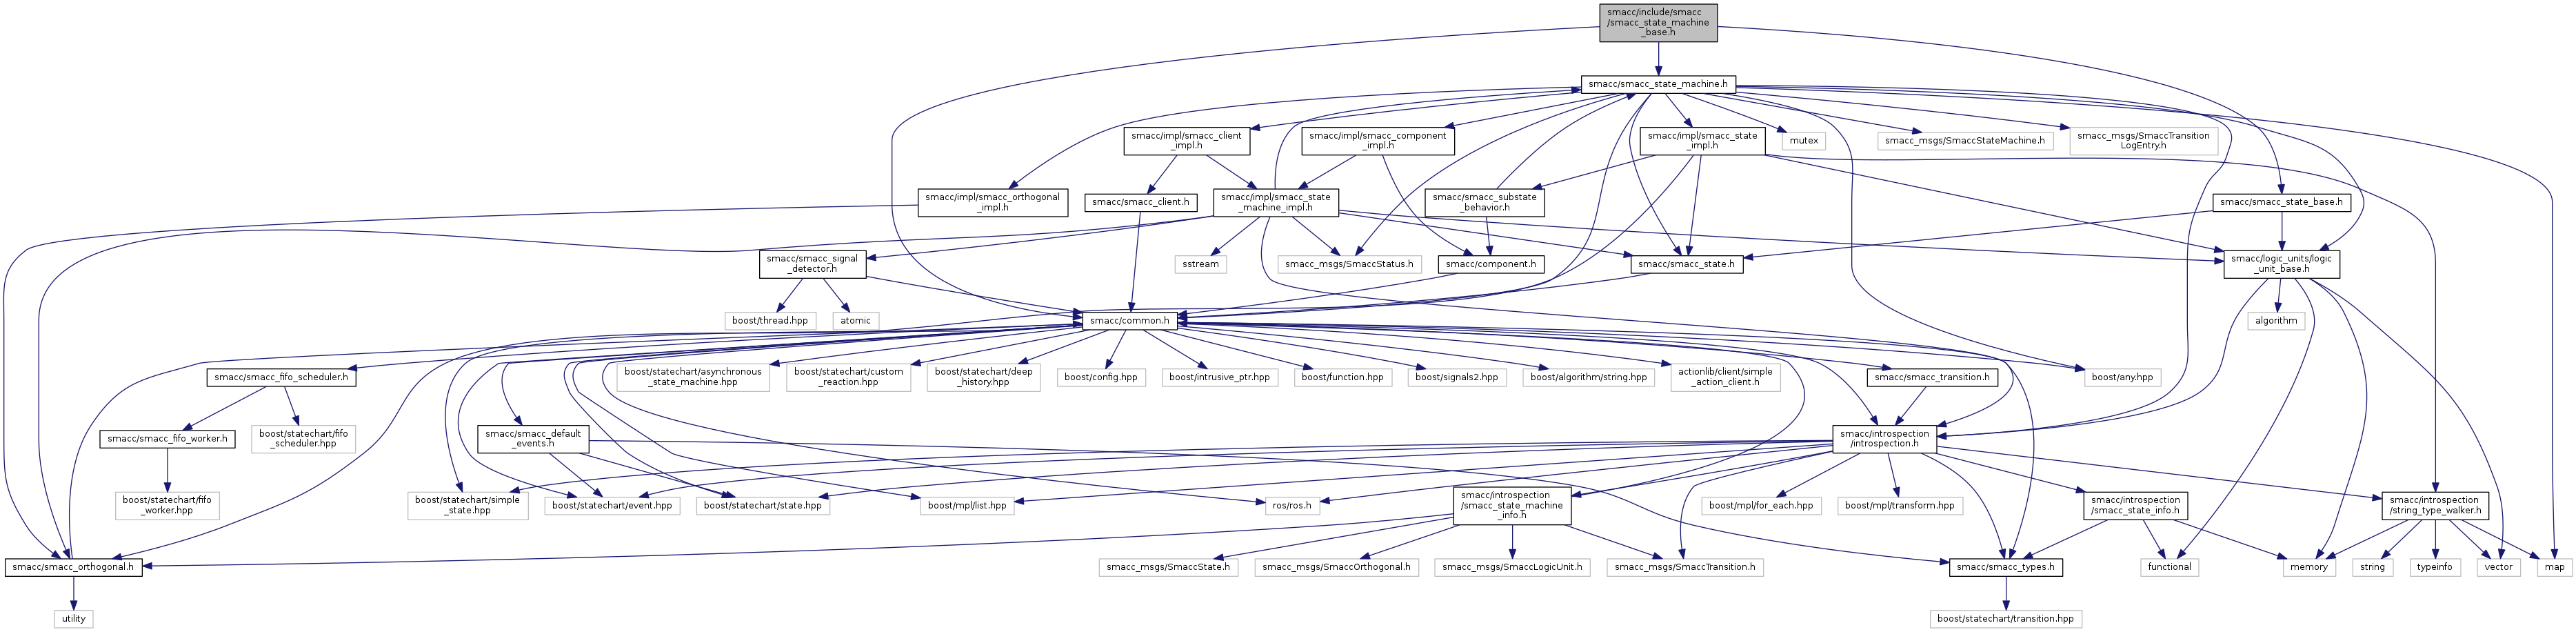 smacc/include/smacc
/smacc_state_machine
_base.h
smacc/smacc_state_machine.h
smacc/impl/smacc_client
_impl.h
smacc/impl/smacc_component
_impl.h
smacc/impl/smacc_state
_impl.h
mutex
smacc_msgs/SmaccStateMachine.h
smacc_msgs/SmaccTransition
LogEntry.h
smacc/impl/smacc_orthogonal
_impl.h
smacc/smacc_client.h
smacc/impl/smacc_state
_machine_impl.h
smacc/smacc_substate
_behavior.h
smacc/smacc_state_base.h
smacc/smacc_signal
_detector.h
sstream
smacc_msgs/SmaccStatus.h
smacc/component.h
smacc/smacc_state.h
smacc/logic_units/logic
_unit_base.h
boost/thread.hpp
atomic
smacc/common.h
algorithm
smacc/smacc_fifo_scheduler.h
boost/statechart/asynchronous
_state_machine.hpp
boost/statechart/custom
_reaction.hpp
boost/statechart/deep
_history.hpp
boost/config.hpp
boost/intrusive_ptr.hpp
boost/function.hpp
boost/signals2.hpp
boost/algorithm/string.hpp
actionlib/client/simple
_action_client.h
smacc/smacc_transition.h
boost/any.hpp
smacc/smacc_fifo_worker.h
boost/statechart/fifo
_scheduler.hpp
smacc/smacc_default
_events.h
smacc/introspection
/introspection.h
boost/statechart/fifo
_worker.hpp
boost/statechart/simple
_state.hpp
boost/statechart/event.hpp
boost/statechart/state.hpp
boost/mpl/list.hpp
ros/ros.h
smacc/introspection
/smacc_state_machine
_info.h
boost/mpl/for_each.hpp
boost/mpl/transform.hpp
smacc/introspection
/smacc_state_info.h
smacc/introspection
/string_type_walker.h
smacc/smacc_orthogonal.h
smacc_msgs/SmaccState.h
smacc_msgs/SmaccOrthogonal.h
smacc_msgs/SmaccLogicUnit.h
smacc_msgs/SmaccTransition.h
smacc/smacc_types.h
functional
memory
string
typeinfo
vector
map
utility
boost/statechart/transition.hpp